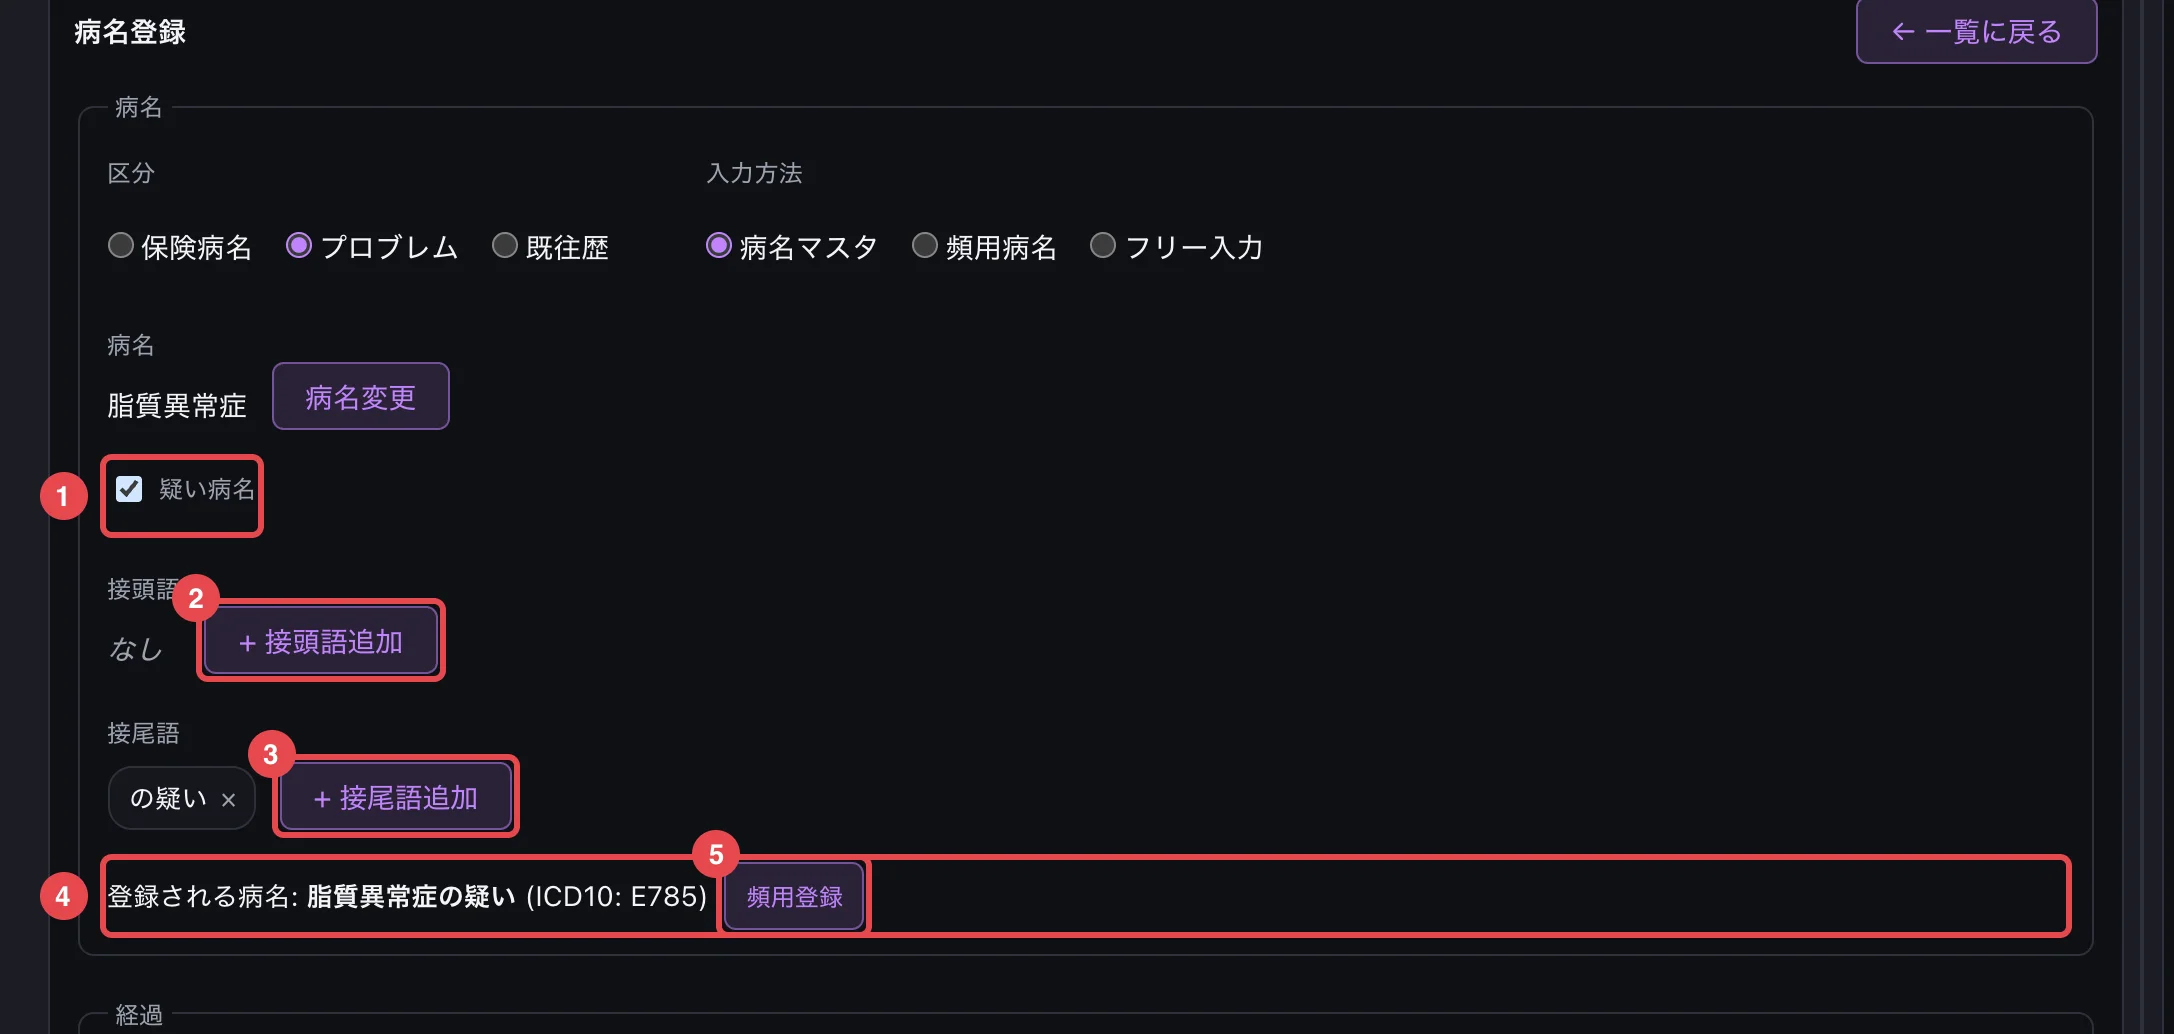 病名登録
← 一覧に戻る
病名
区分
入力方法
保険病名 プロブレム 既往歴
病名マスタ 頻用病名 フリー入力
病名
脂質異常症 病名変更
1 疑い病名
接頭語
2
なし + 接頭語追加
接尾語
3
の疑い × + 接尾語追加
5
4 登録される病名: 脂質異常症の疑い (ICD10: E785) 頻用登録
経過